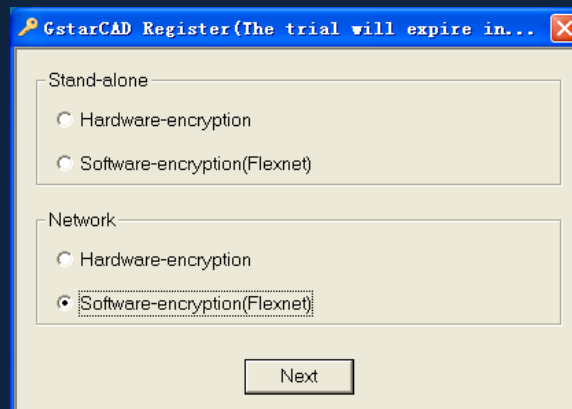 GstarCAD Register(The trial will expire in...
Stand-alone
Hardware-encryption
Software-encryption(Flexnet)
Network
Hardware-encryption
Software-encryption(Flexnet)
Next